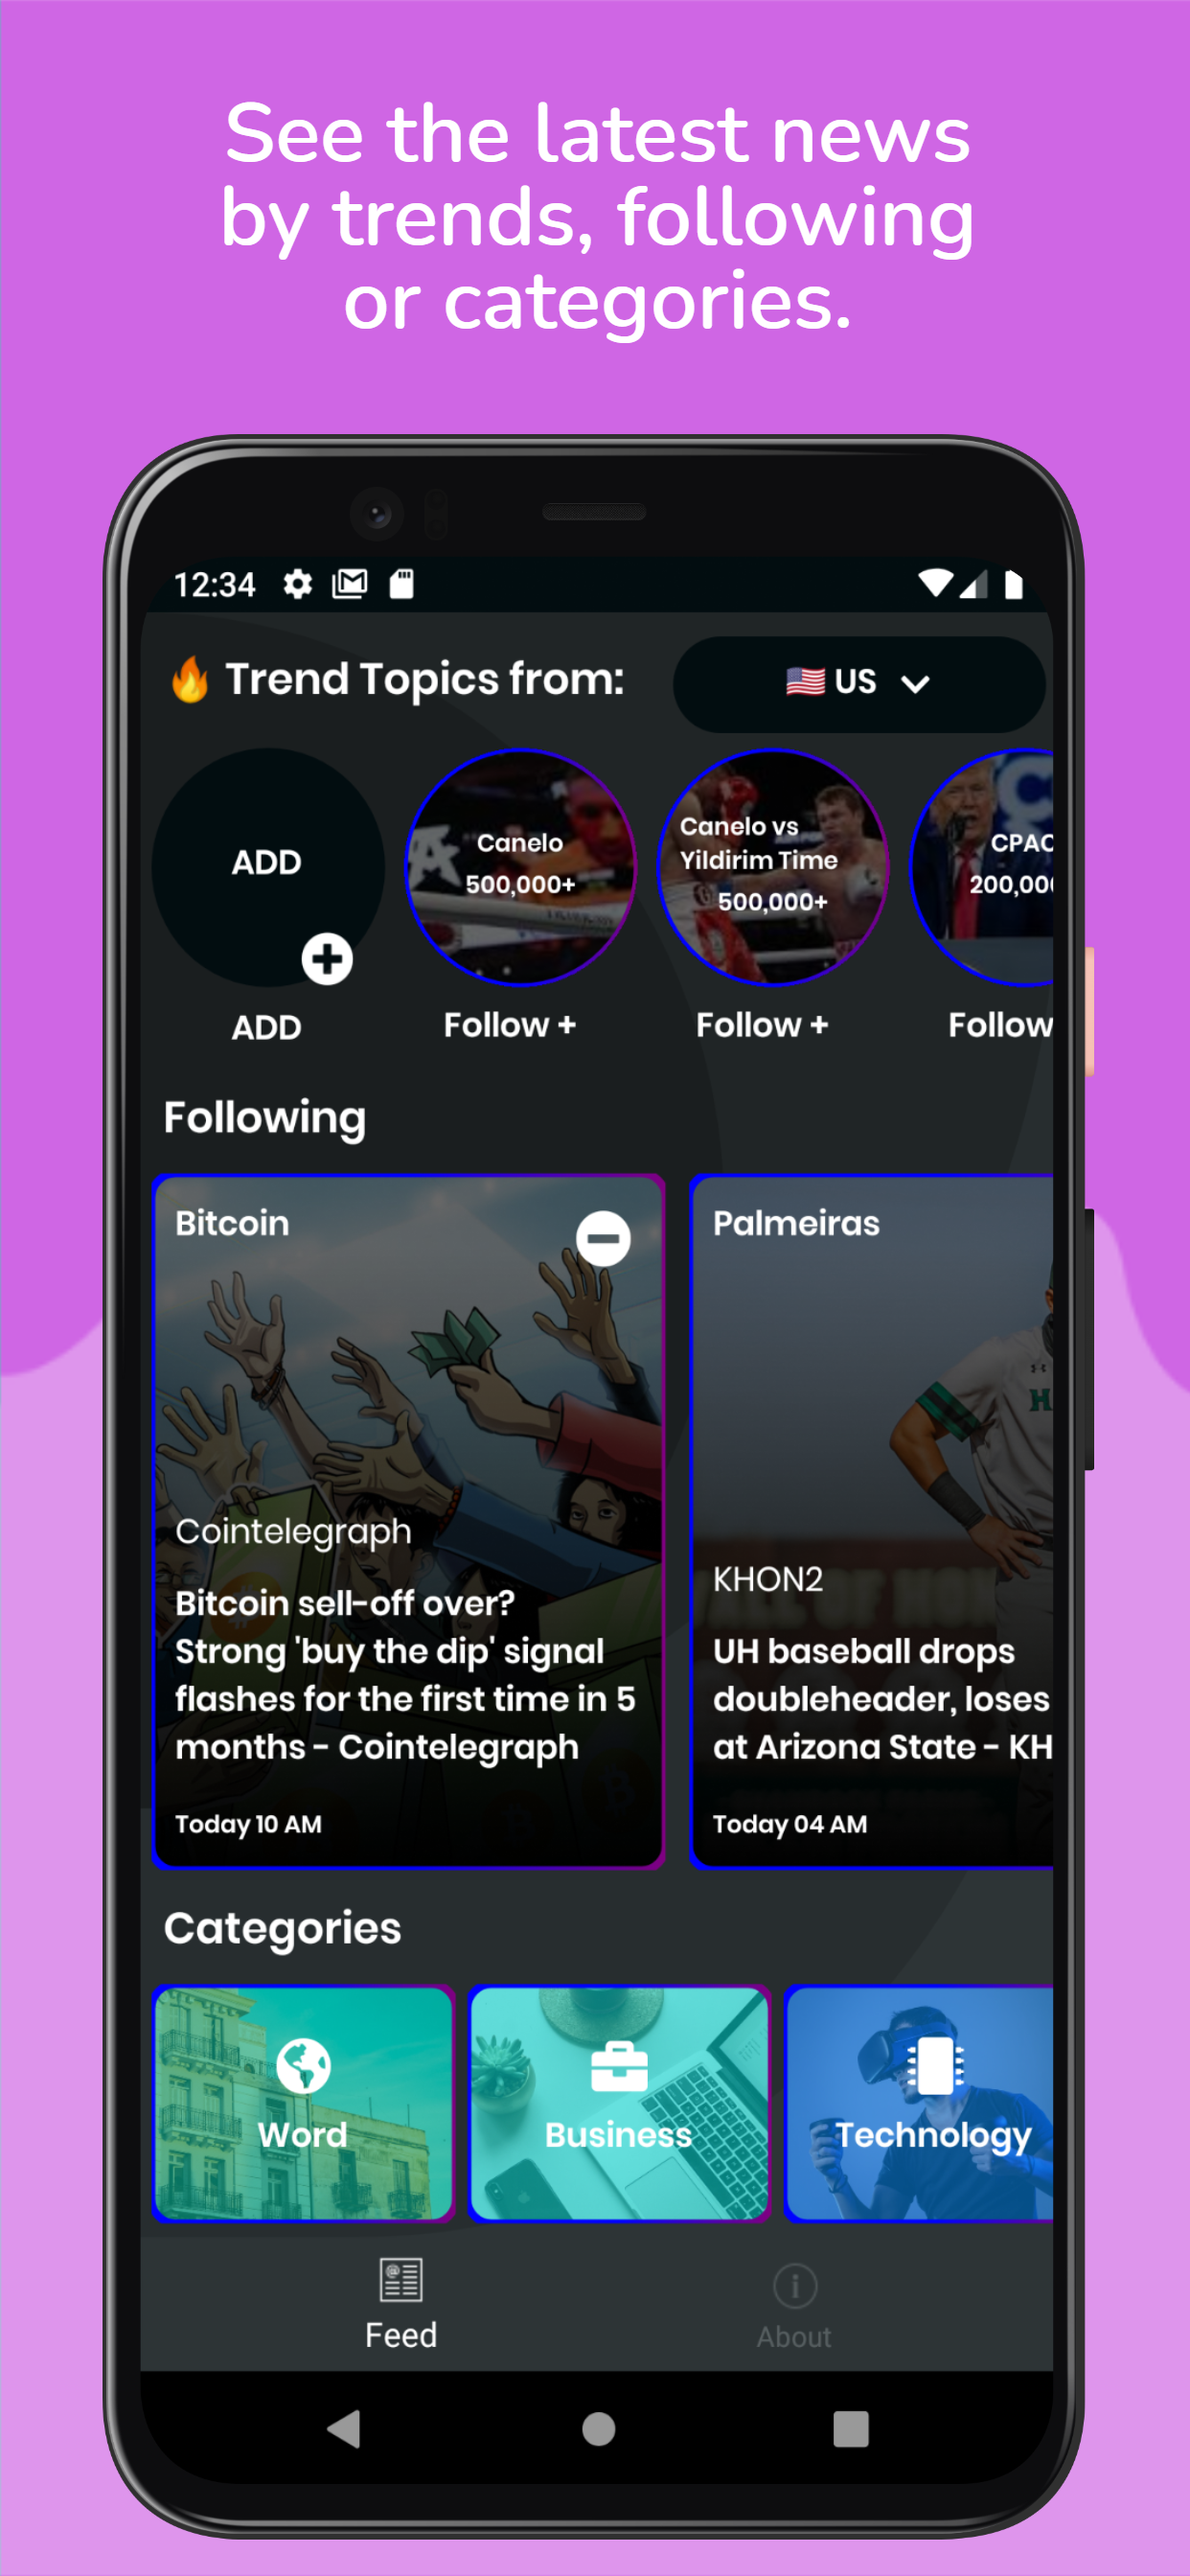 See the latest news
by trends, following
or categories.
12:34
🔥 Trend Topics from:
🇺🇸 US
ADD
Canelo
500,000+
Canelo vs
Yildirim Time
500,000+
CPAC
200,00
ADD
Follow +
Follow +
Follow
Following
Bitcoin
Cointelegraph
Bitcoin sell-off over?
Strong 'buy the dip' signal
flashes for the first time in 5
months - Cointelegraph
Today 10 AM
Palmeiras
H
KHON2
UH baseball drops
doubleheader, loses
at Arizona State - KH
Today 04 AM
Categories
Word
Business
Technology
Feed
About